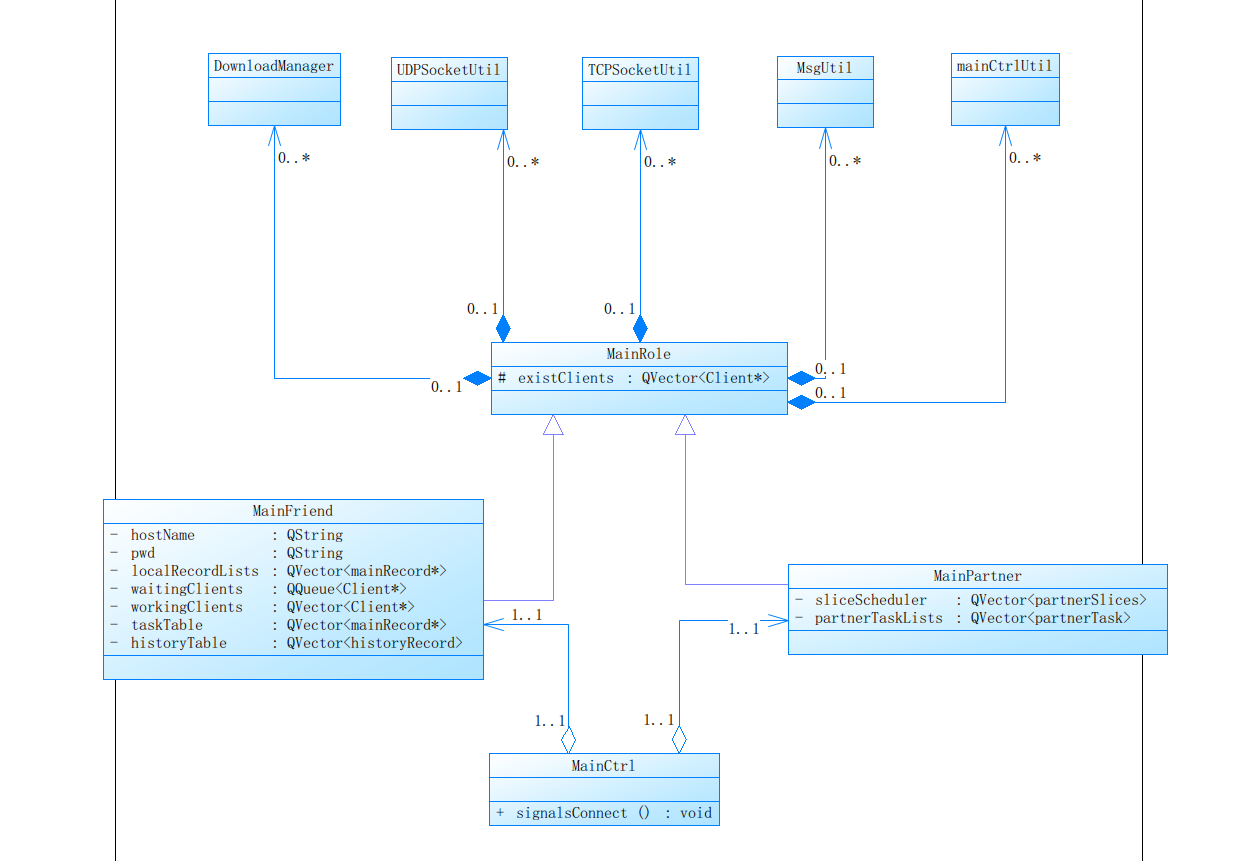 DownloadManager
UDPSocketUtil
TCPSocketUtil
MsgUtil
mainCtrlUtil
0..*
0..*
0..*
0..*
0..*
0..1
0..1
0..1
0..1
0..1
MainRole
# existClients : QVector<Client*>
MainFriend
- hostName : QString
- pwd : QString
- localRecordLists : QVector<mainRecord*>
- waitingClients : QQueue<Client*>
- workingClients : QVector<Client*>
- taskTable : QVector<mainRecord*>
- historyTable : QVector<historyRecord>
MainPartner
- sliceScheduler : QVector<partnerSlices>
- partnerTaskLists : QVector<partnerTask>
1..1
1..1
1..1
1..1
MainCtrl
+ signalsConnect () : void